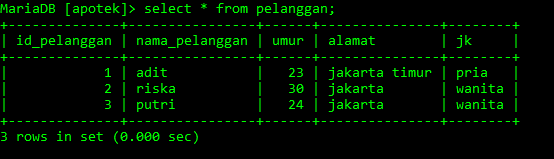 MariaDB [apotek]> select * from pelanggan;
+--------------+----------------+------+---------------+--------+
| id_pelanggan | nama_pelanggan | umur | alamat        | jk     |
+--------------+----------------+------+---------------+--------+
|            1 | adit           |   23 | jakarta timur | pria   |
|            2 | riska          |   30 | jakarta       | wanita |
|            3 | putri          |   24 | jakarta       | wanita |
+--------------+----------------+------+---------------+--------+
3 rows in set (0.000 sec)